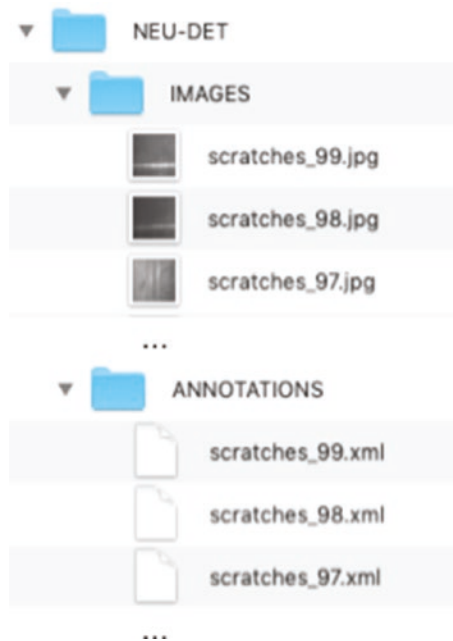 NEU-DET
IMAGES
scratches_99.jpg
scratches_98.jpg
scratches_97.jpg
...
ANNOTATIONS
scratches_99.xml
scratches_98.xml
scratches_97.xml
...